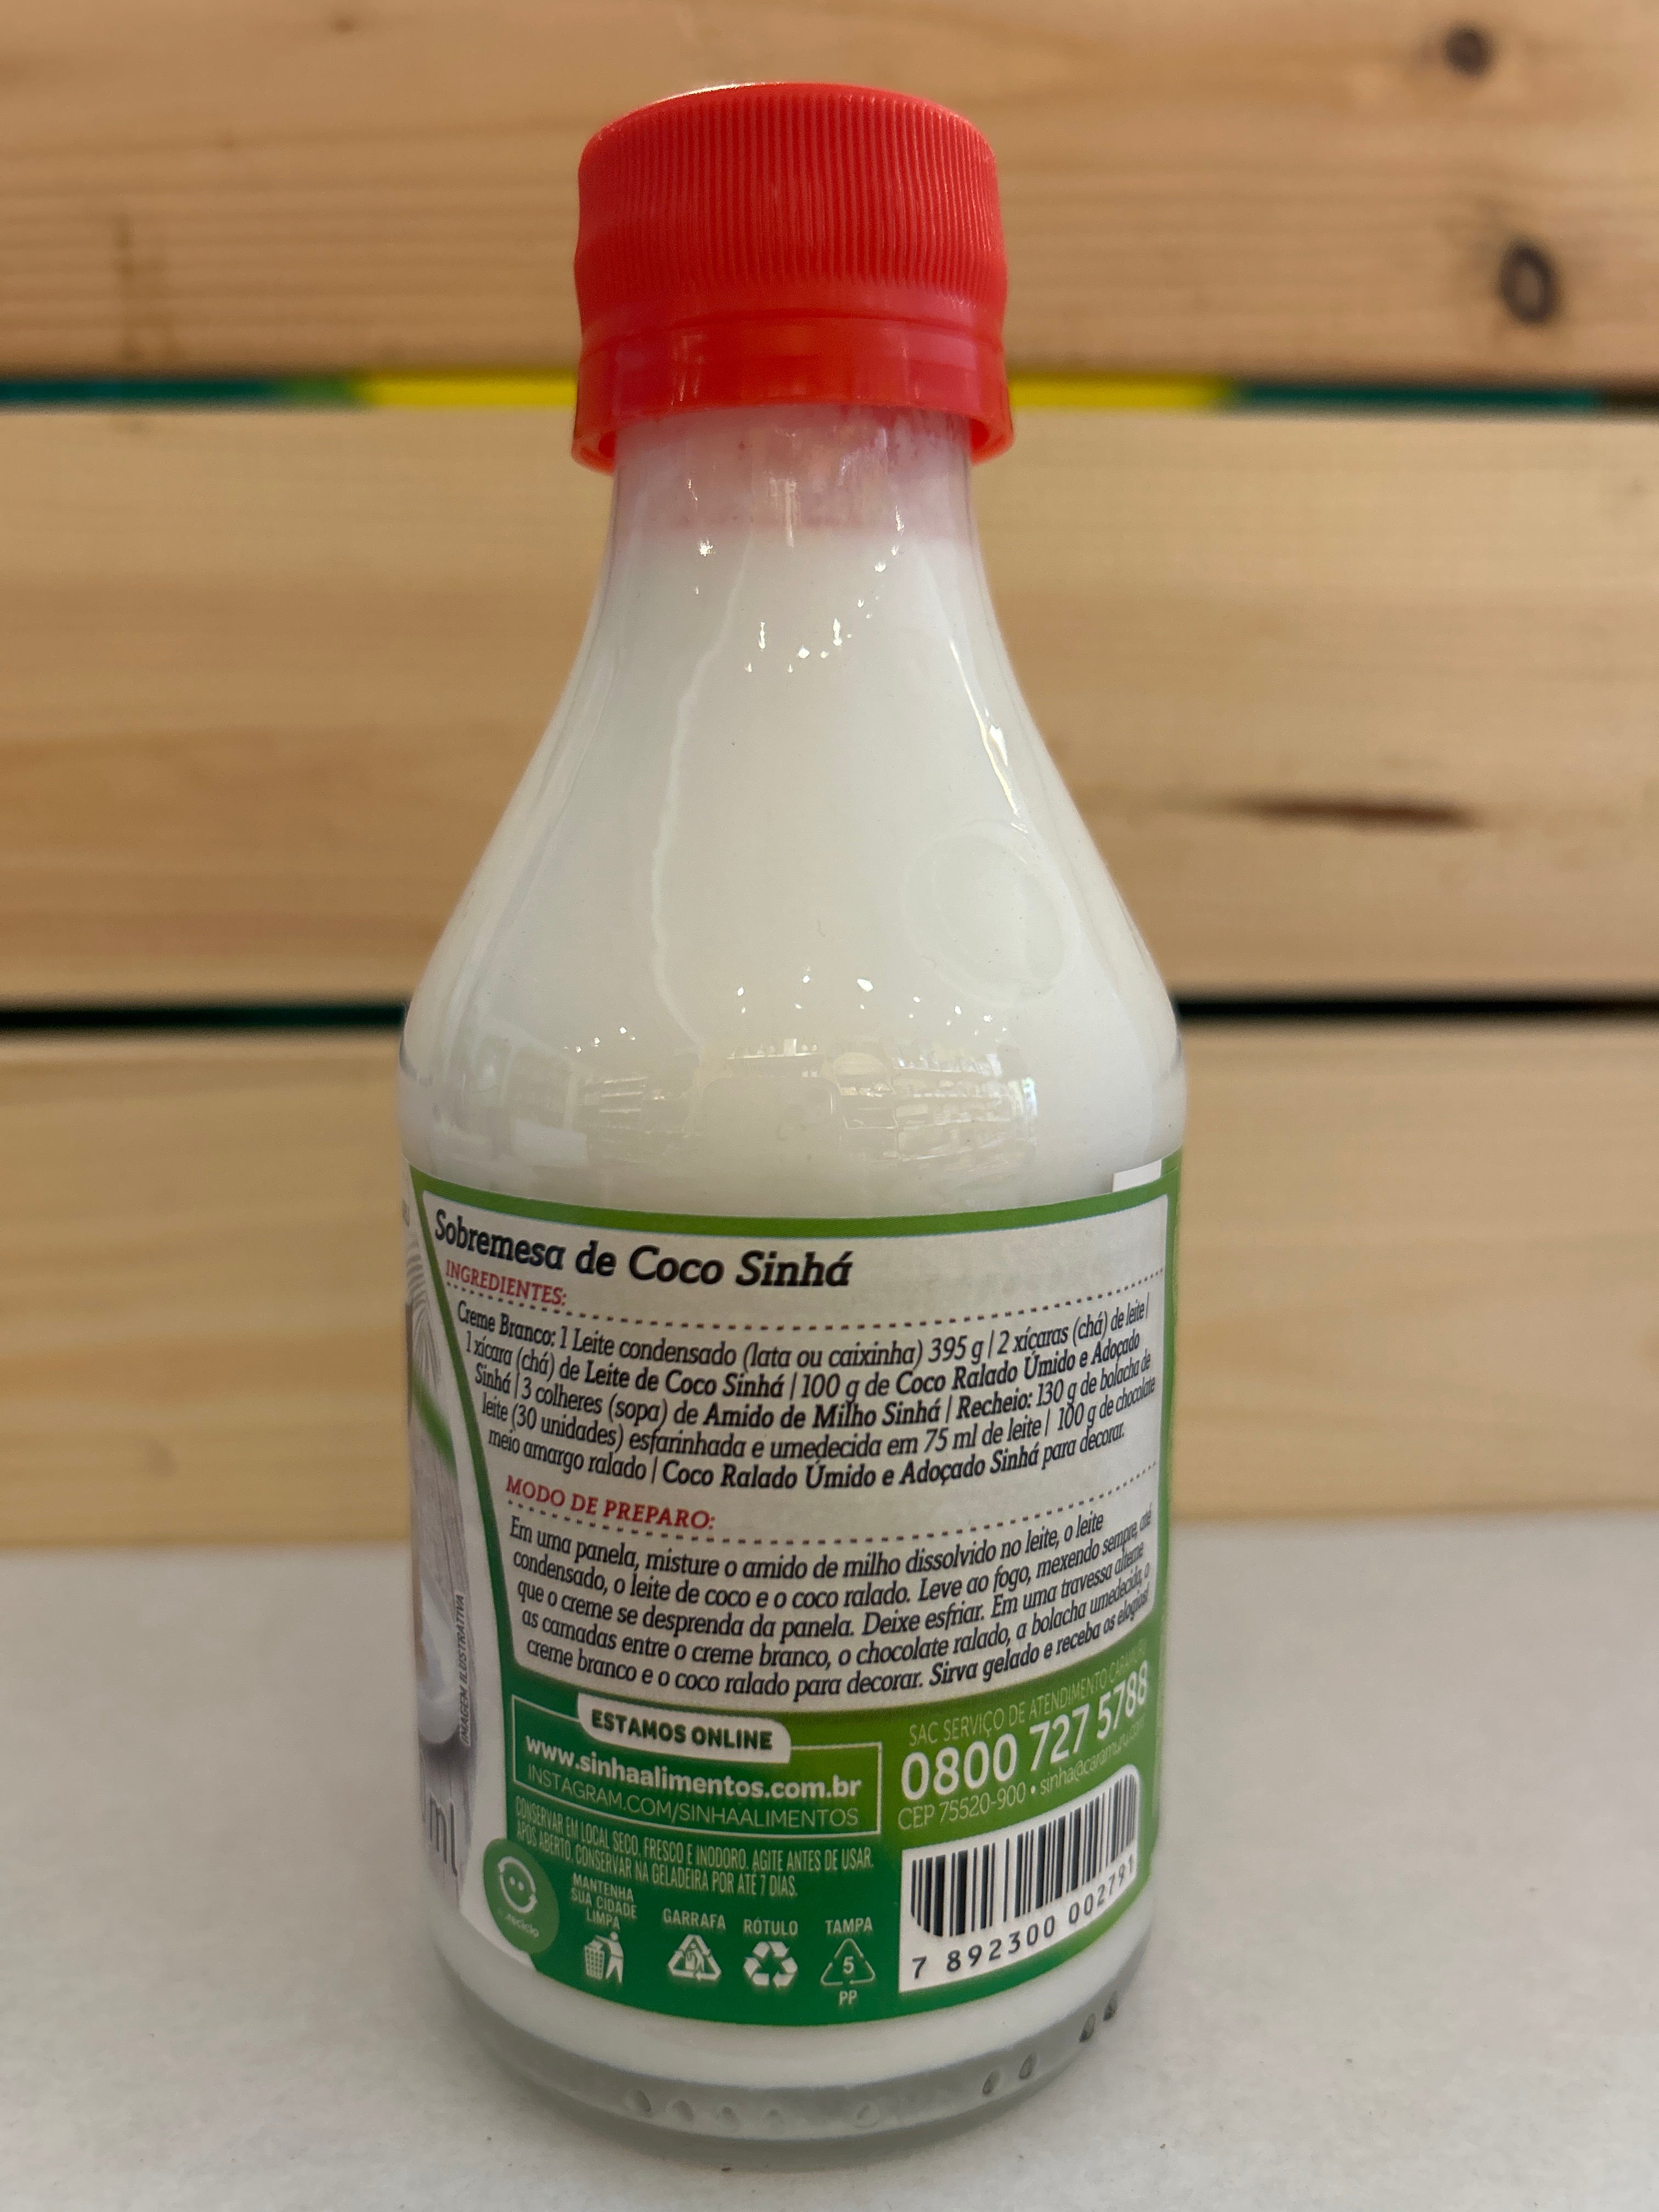 Sobremesa de Coco Sinhá
INGREDIENTES:
Creme Branco: 1 Leite condensado (lata ou caixinha) 395 g | 2 xícaras (chá) de leite |
1 xícara (chá) de Leite de Coco Sinhá | 100 g de Coco Ralado Úmido e Adoçado
Sinhá | 3 colheres (sopa) de Amido de Milho Sinhá | Recheio: 130 g de bolacha de
leite (30 unidades) esfarinhada e umedecida em 75 ml de leite | 100 g de chocolate
meio amargo ralado | Coco Ralado Úmido e Adoçado Sinhá para decorar.
MODO DE PREPARO:
Em uma panela, misture o amido de milho dissolvido no leite, o leite
condensado, o leite de coco e o coco ralado. Leve ao fogo, mexendo sempre, até
que o creme se desprenda da panela. Deixe esfriar. Em uma travessa alterne
as camadas entre o creme branco, o chocolate ralado, a bolacha umedecida, o
creme branco e o coco ralado para decorar. Sirva gelado e receba os elogios!
IMAGEM ILUSTRATIVA
ml
ESTAMOS ONLINE
www.sinhaalimentos.com.br
INSTAGRAM.COM/SINHAALIMENTOS
SAC SERVIÇO DE ATENDIMENTO CARAMURU
0800 727 5788
CEP 75520-900 • sinha@caramuru.com
CONSERVAR EM LOCAL SECO, FRESCO E INODORO. AGITE ANTES DE USAR.
APÓS ABERTO, CONSERVAR NA GELADEIRA POR ATÉ 7 DIAS.
MANTENHA
SUA CIDADE
LIMPA
GARRAFA
RÓTULO
TAMPA
5
PP
7 892300 002791